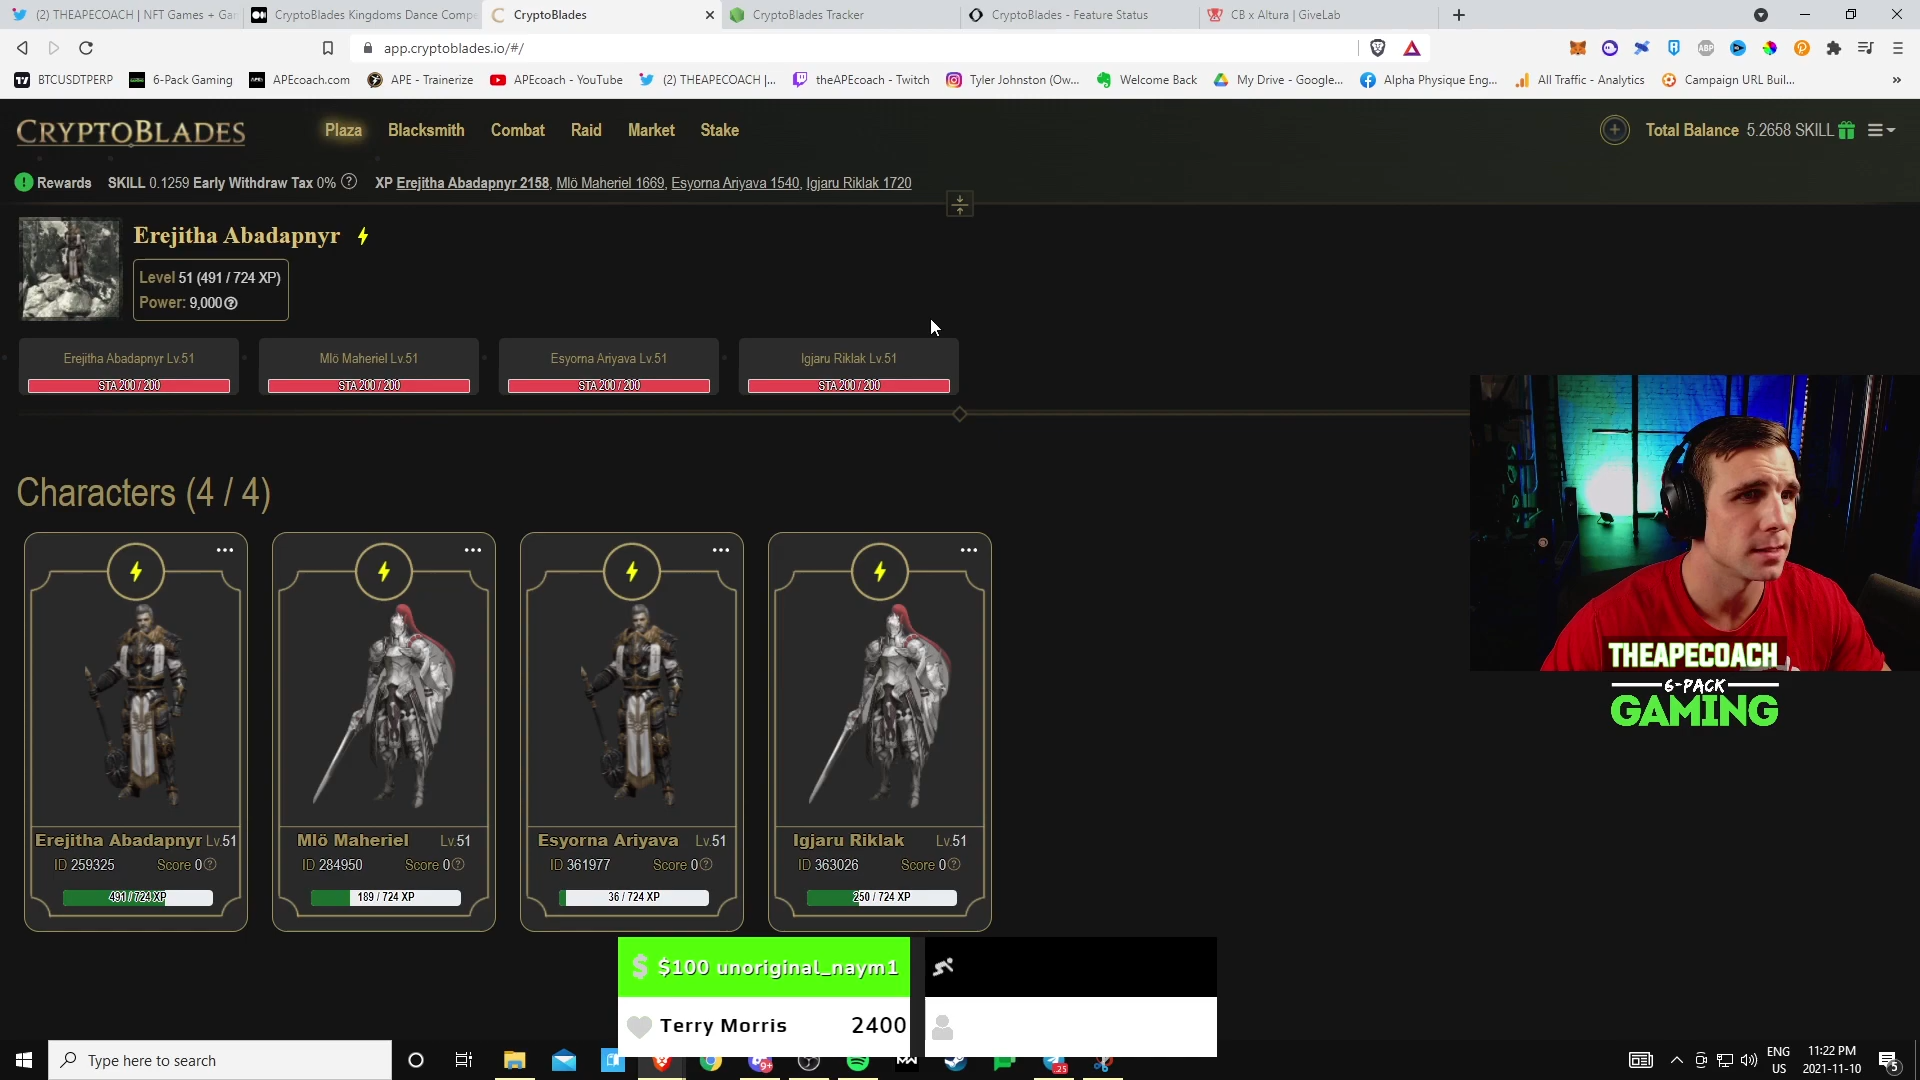 (2) THEAPECOACH | NFT Games + Gar
CryptoBlades Kingdoms Dance Compe
CryptoBlades
CryptoBlades Tracker
CryptoBlades - Feature Status
CB x Altura | GiveLab
app.cryptoblades.io/#/
BTCUSDTPERP
6-Pack Gaming
APEcoach.com
APE - Trainerize
APEcoach - YouTube
(2) THEAPECOACH |...
theAPEcoach - Twitch
Tyler Johnston (Ow...
Welcome Back
My Drive - Google...
Alpha Physique Eng...
All Traffic - Analytics
Campaign URL Buil...
CRYPTOBLADES
Plaza Blacksmith Combat Raid Market Stake
Total Balance 5.2658 SKILL
Rewards SKILL 0.1259 Early Withdraw Tax 0% XP Erejitha Abadapnyr 2158, Mlö Maheriel 1669, Esyorna Ariyava 1540, Igjaru Riklak 1720
Erejitha Abadapnyr
Level 51 (491 / 724 XP)
Power: 9,000
Erejitha Abadapnyr Lv.51
STA 200 / 200
Mlö Maheriel Lv.51
STA 200 / 200
Esyorna Ariyava Lv.51
STA 200 / 200
Igjaru Riklak Lv.51
STA 200 / 200
Characters (4 / 4)
Erejitha Abadapnyr Lv.51
ID 259325 Score 0
491 / 724 XP
Mlö Maheriel Lv.51
ID 284950 Score 0
189 / 724 XP
Esyorna Ariyava Lv.51
ID 361977 Score 0
36 / 724 XP
Igjaru Riklak Lv.51
ID 363026 Score 0
250 / 724 XP
THEAPECOACH
6-PACK
GAMING
$100 unoriginal_naym1
Terry Morris 2400
Type here to search
ENG
US
11:22 PM
2021-11-10